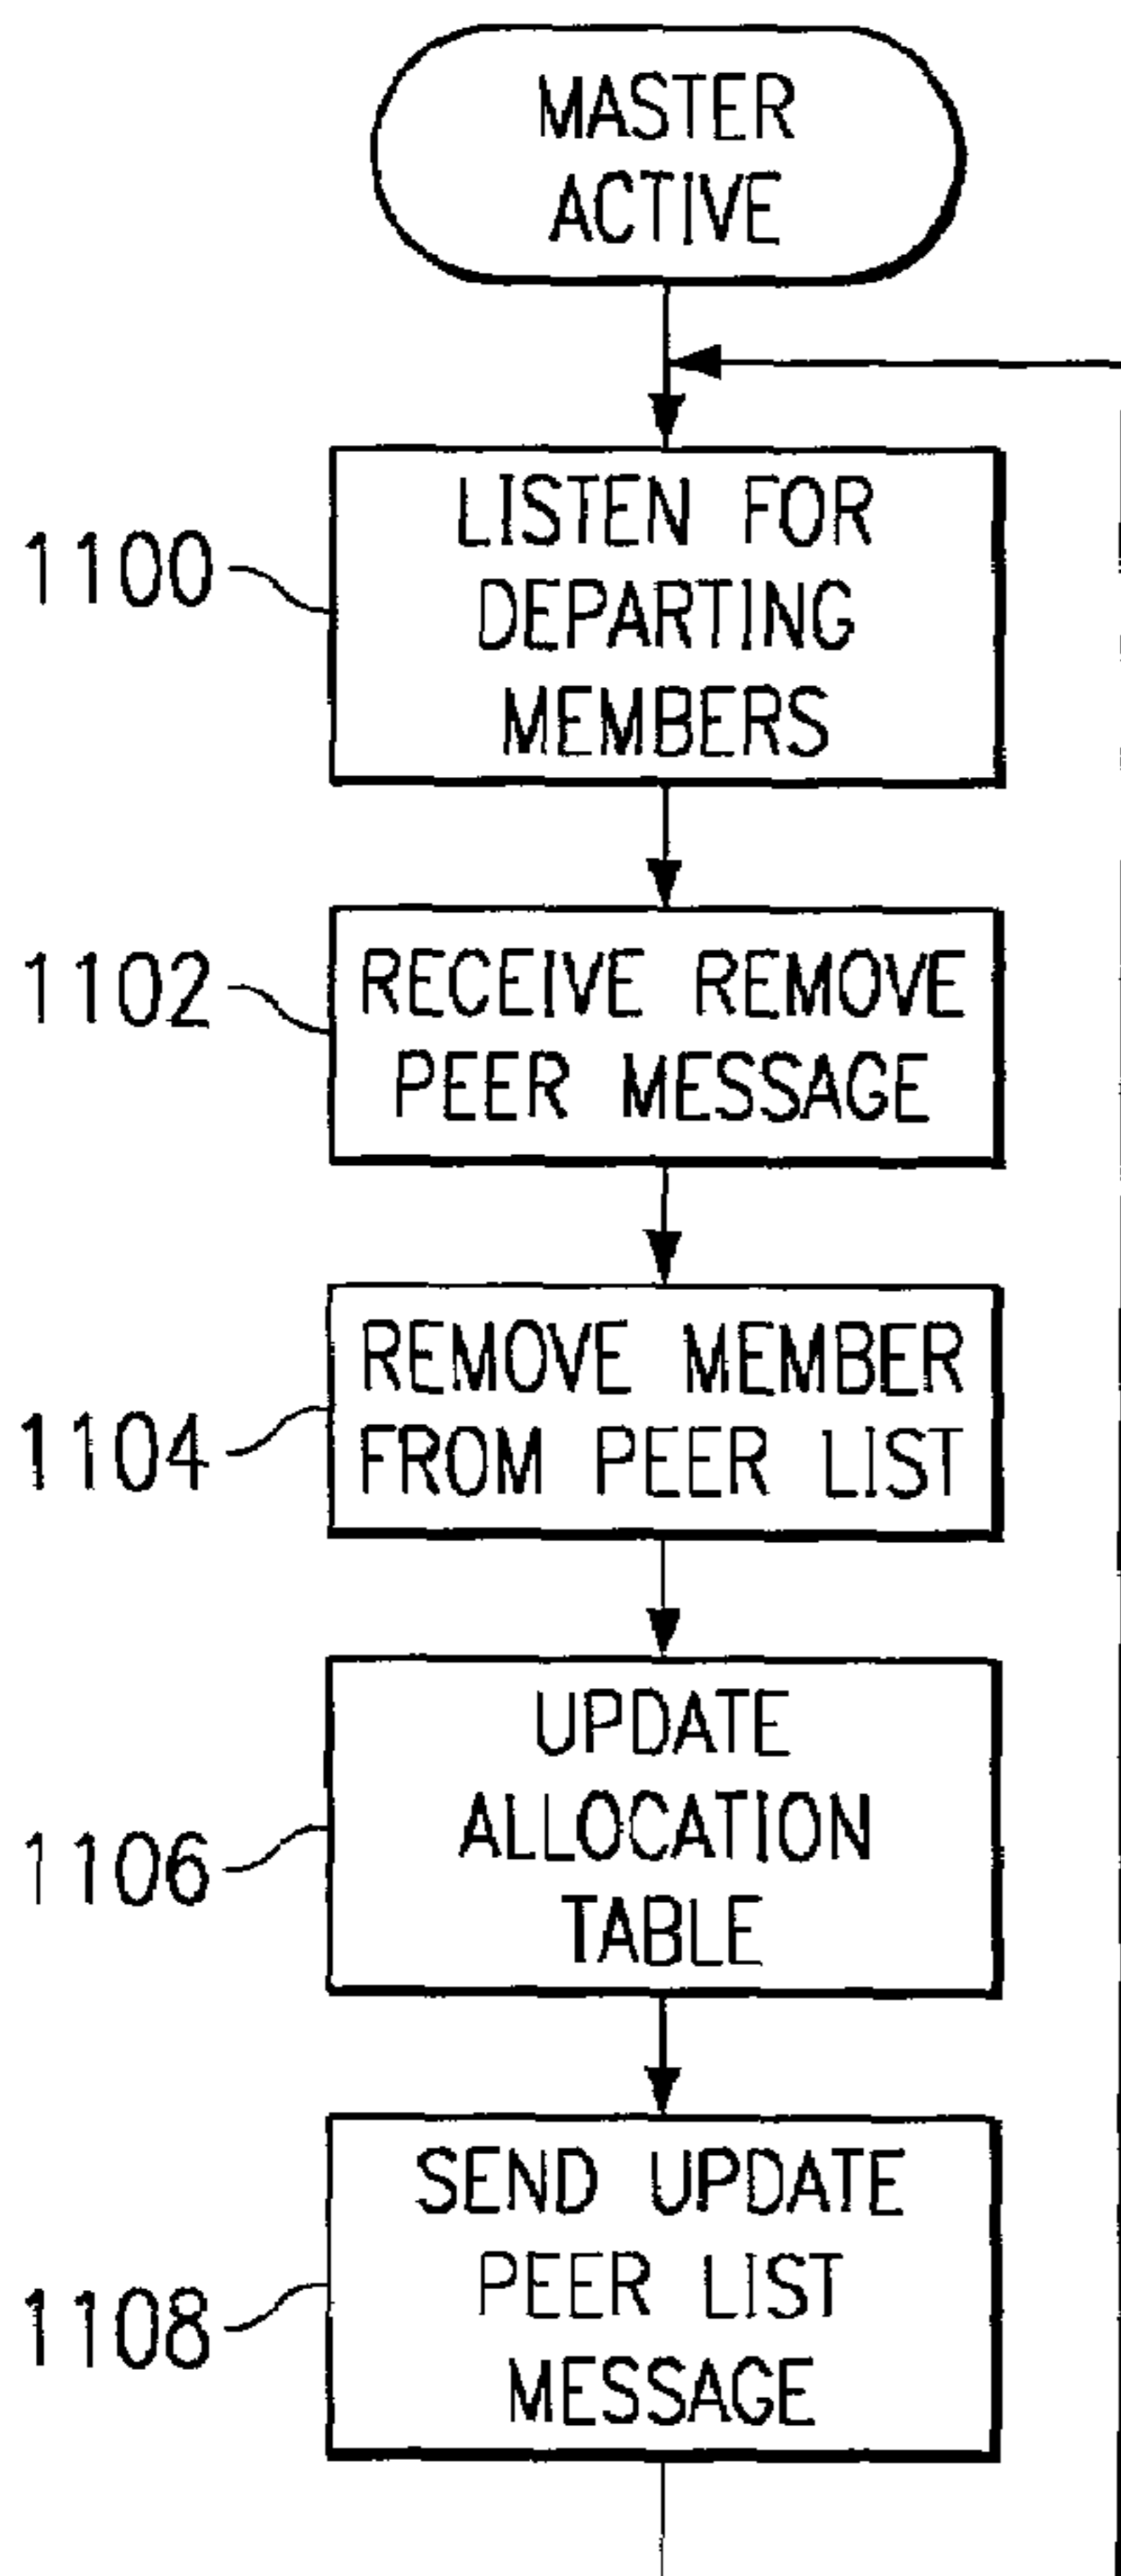 MASTER
ACTIVE
1100
LISTEN FOR
DEPARTING
MEMBERS
1102
RECEIVE REMOVE
PEER MESSAGE
1104
REMOVE MEMBER
FROM PEER LIST
1106
UPDATE
ALLOCATION
TABLE
1108
SEND UPDATE
PEER LIST
MESSAGE